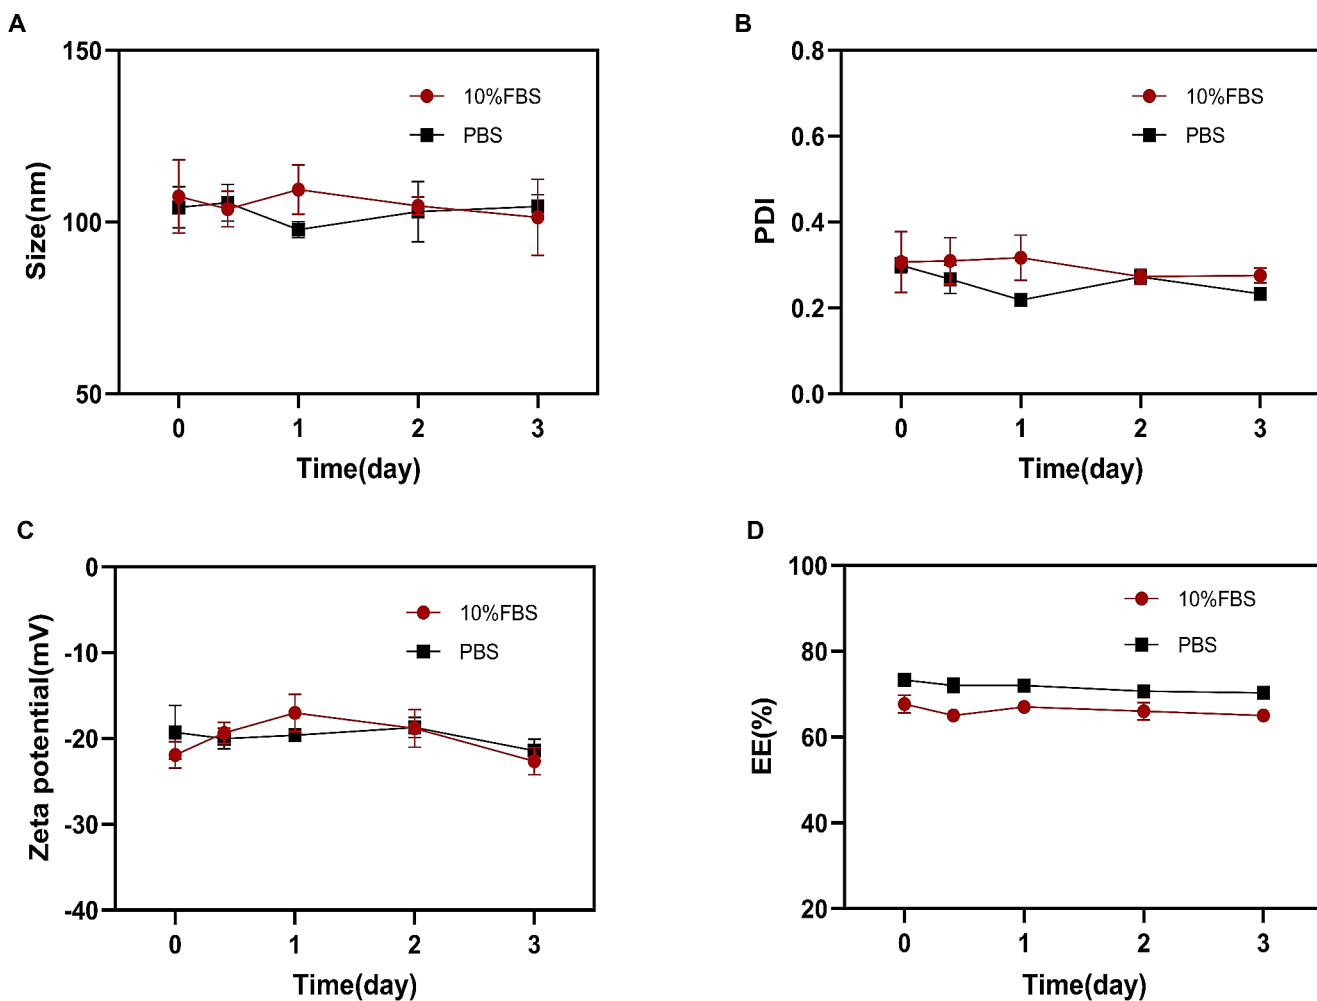 A
150
100
50
Size(nm)
10%FBS
PBS
0 1 2 3
Time(day)
B
0.8
0.6
0.4
0.2
0.0
PDI
10%FBS
PBS
0 1 2 3
Time(day)
C
0
-10
-20
-30
-40
Zeta potential(mV)
10%FBS
PBS
0 1 2 3
Time(day)
D
100
80
60
40
20
EE(%)
10%FBS
PBS
0 1 2 3
Time(day)